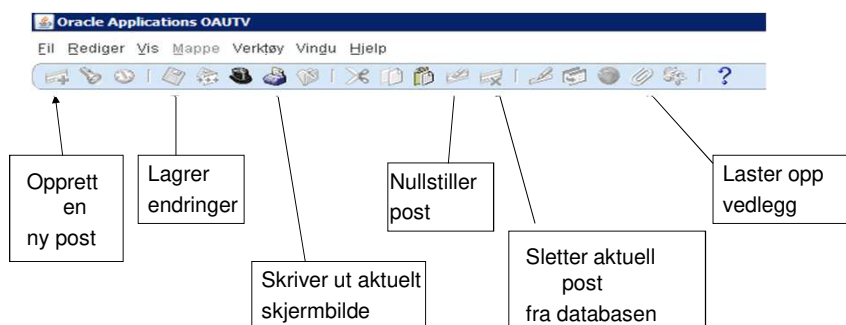 Oracle Applications OAUTV
Fil Rediger Vis Mappe Verktøy Vindu Hjelp
?
Opprett
en
ny post
Lagrer
endringer
Skriver ut aktuelt
skjermbilde
Nullstiller
post
Sletter aktuell
post
fra databasen
Laster opp
vedlegg